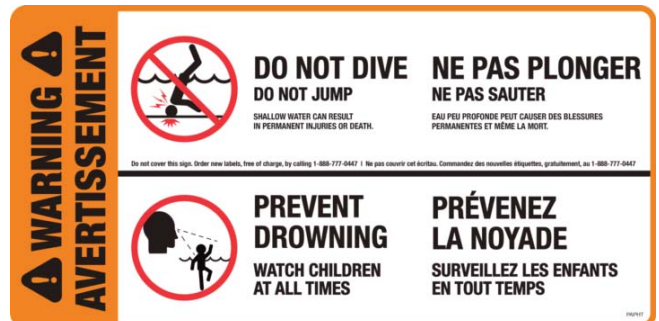 WARNING
AVERTISSEMENT
DO NOT DIVE
DO NOT JUMP
SHALLOW WATER CAN RESULT
IN PERMANENT INJURIES OR DEATH.
NE PAS PLONGER
NE PAS SAUTER
EAU PEU PROFONDE PEUT CAUSER DES BLESSURES
PERMANENTES ET MÊME LA MORT.
Do not cover this sign. Order new labels, free of charge, by calling 1-888-777-0447 | Ne pas couvrir cet écritau. Commandez des nouvelles étiquettes, gratuitement, au 1-888-777-0447
PREVENT
DROWNING
WATCH CHILDREN
AT ALL TIMES
PRÉVENEZ
LA NOYADE
SURVEILLEZ LES ENFANTS
EN TOUT TEMPS
PAPHT